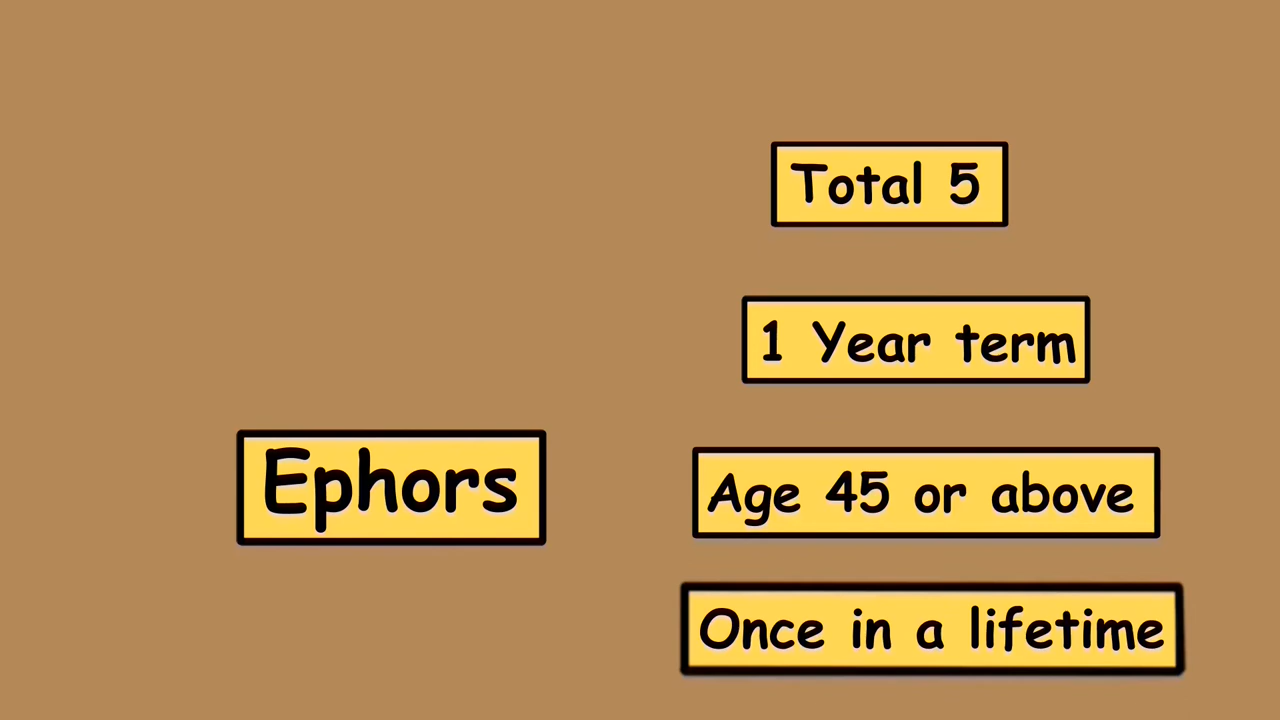 Total 5
1 Year term
Ephors
Age 45 or above
Once in a lifetime